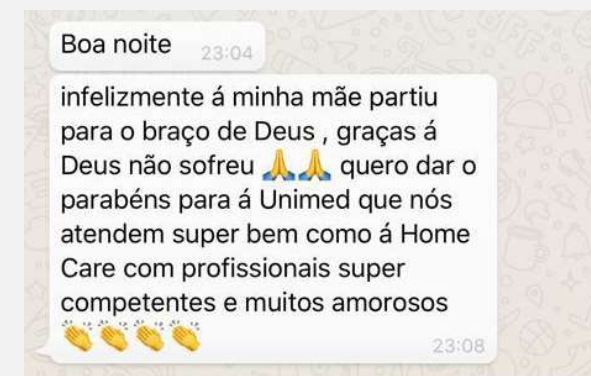 Boa noite 23:04
infelizmente á minha mãe partiu
para o braço de Deus , graças á
Deus não sofreu 🙏🙏 quero dar o
parabéns para á Unimed que nós
atendem super bem como á Home
Care com profissionais super
competentes e muitos amorosos
👏👏👏👏 23:08